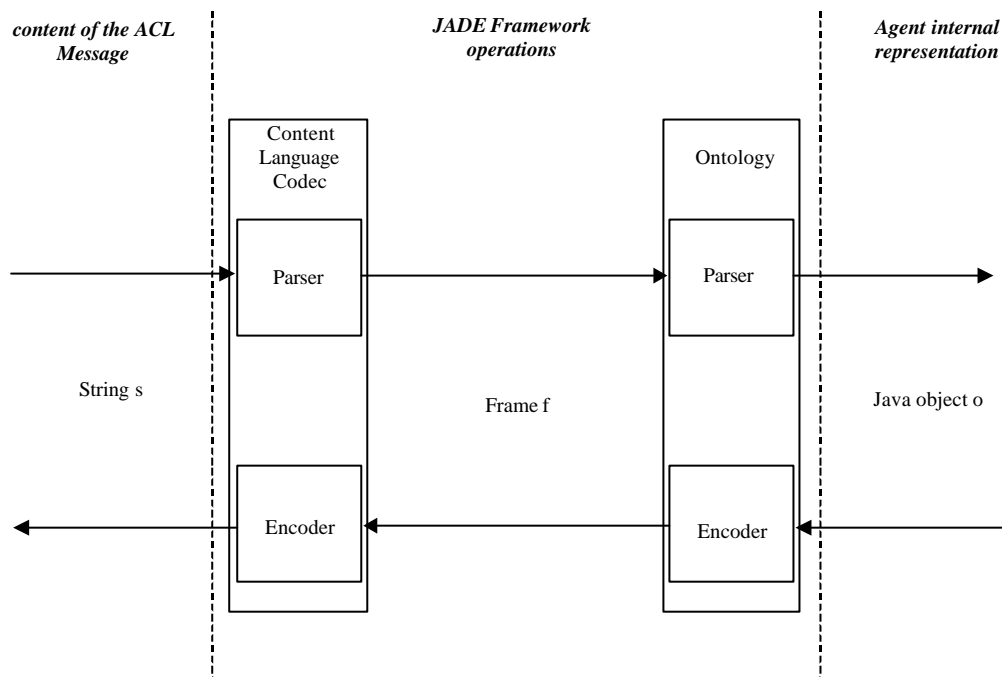 content of the ACL
Message
JADE Framework
operations
Agent internal
representation
Content
Language
Codec
Ontology
Parser
Parser
String s
Frame f
Java object o
Encoder
Encoder